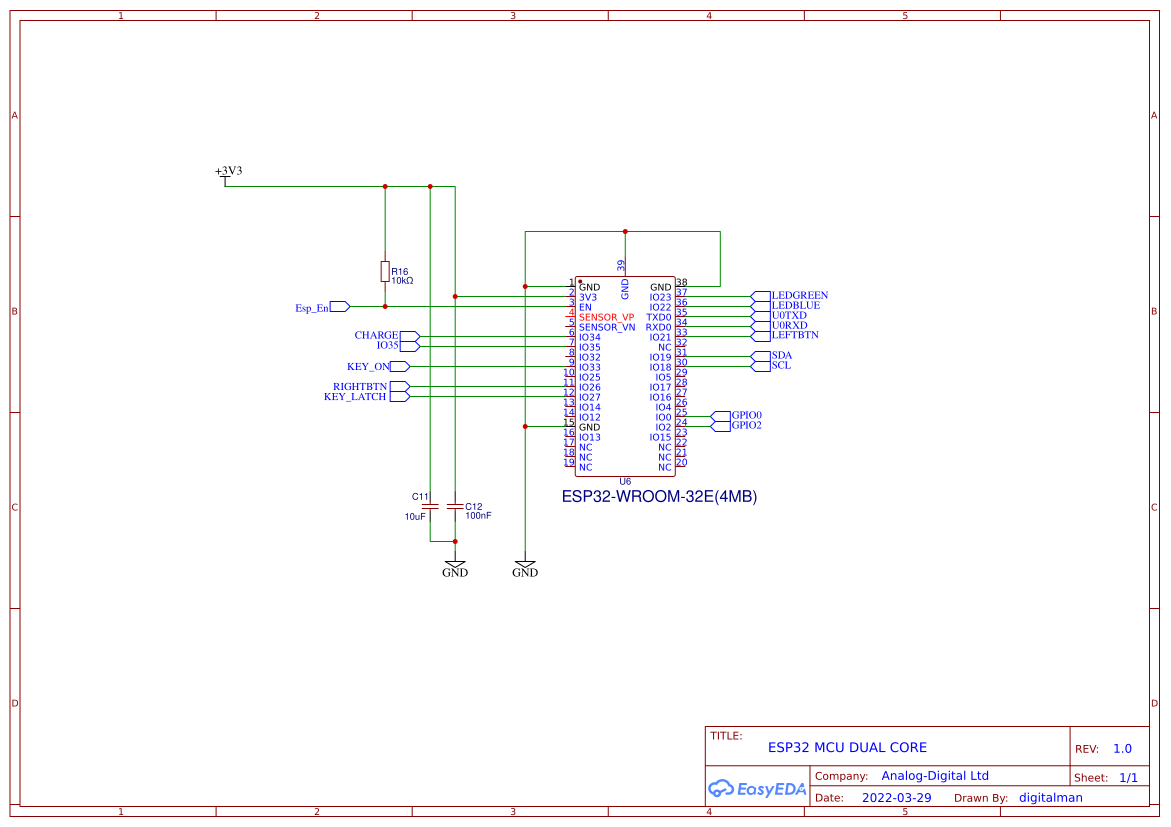 1 2 3 4 5
A A
+3V3
39
GND
R16
10kΩ
Esp_En
B B
1 GND GND 38
2 3V3 IO23 37 LEDGREEN
3 EN IO22 36 LEDBLUE
4 SENSOR_VP TXD0 35 U0TXD
5 SENSOR_VN RXD0 34 U0RXD
CHARGE 6 IO34 IO21 33 LEFTBTN
IO35 7 IO35 NC 32
8 IO32 IO19 31 SDA
KEY_ON 9 IO33 IO18 30 SCL
10 IO25 IO5 29
RIGHTBTN 11 IO26 IO17 28
KEY_LATCH 12 IO27 IO16 27
13 IO14 IO4 26
14 IO12 IO0 25 GPIO0
15 GND IO2 24 GPIO2
16 IO13 IO15 23
17 NC NC 22
18 NC NC 21
19 NC NC 20
U6
ESP32-WROOM-32E(4MB)
C11
10uF
C12
100nF
C C
GND GND
D D
TITLE:
ESP32 MCU DUAL CORE
REV: 1.0
EasyEDA
Company: Analog-Digital Ltd
Sheet: 1/1
Date: 2022-03-29 Drawn By: digitalman
1 2 3 4 5